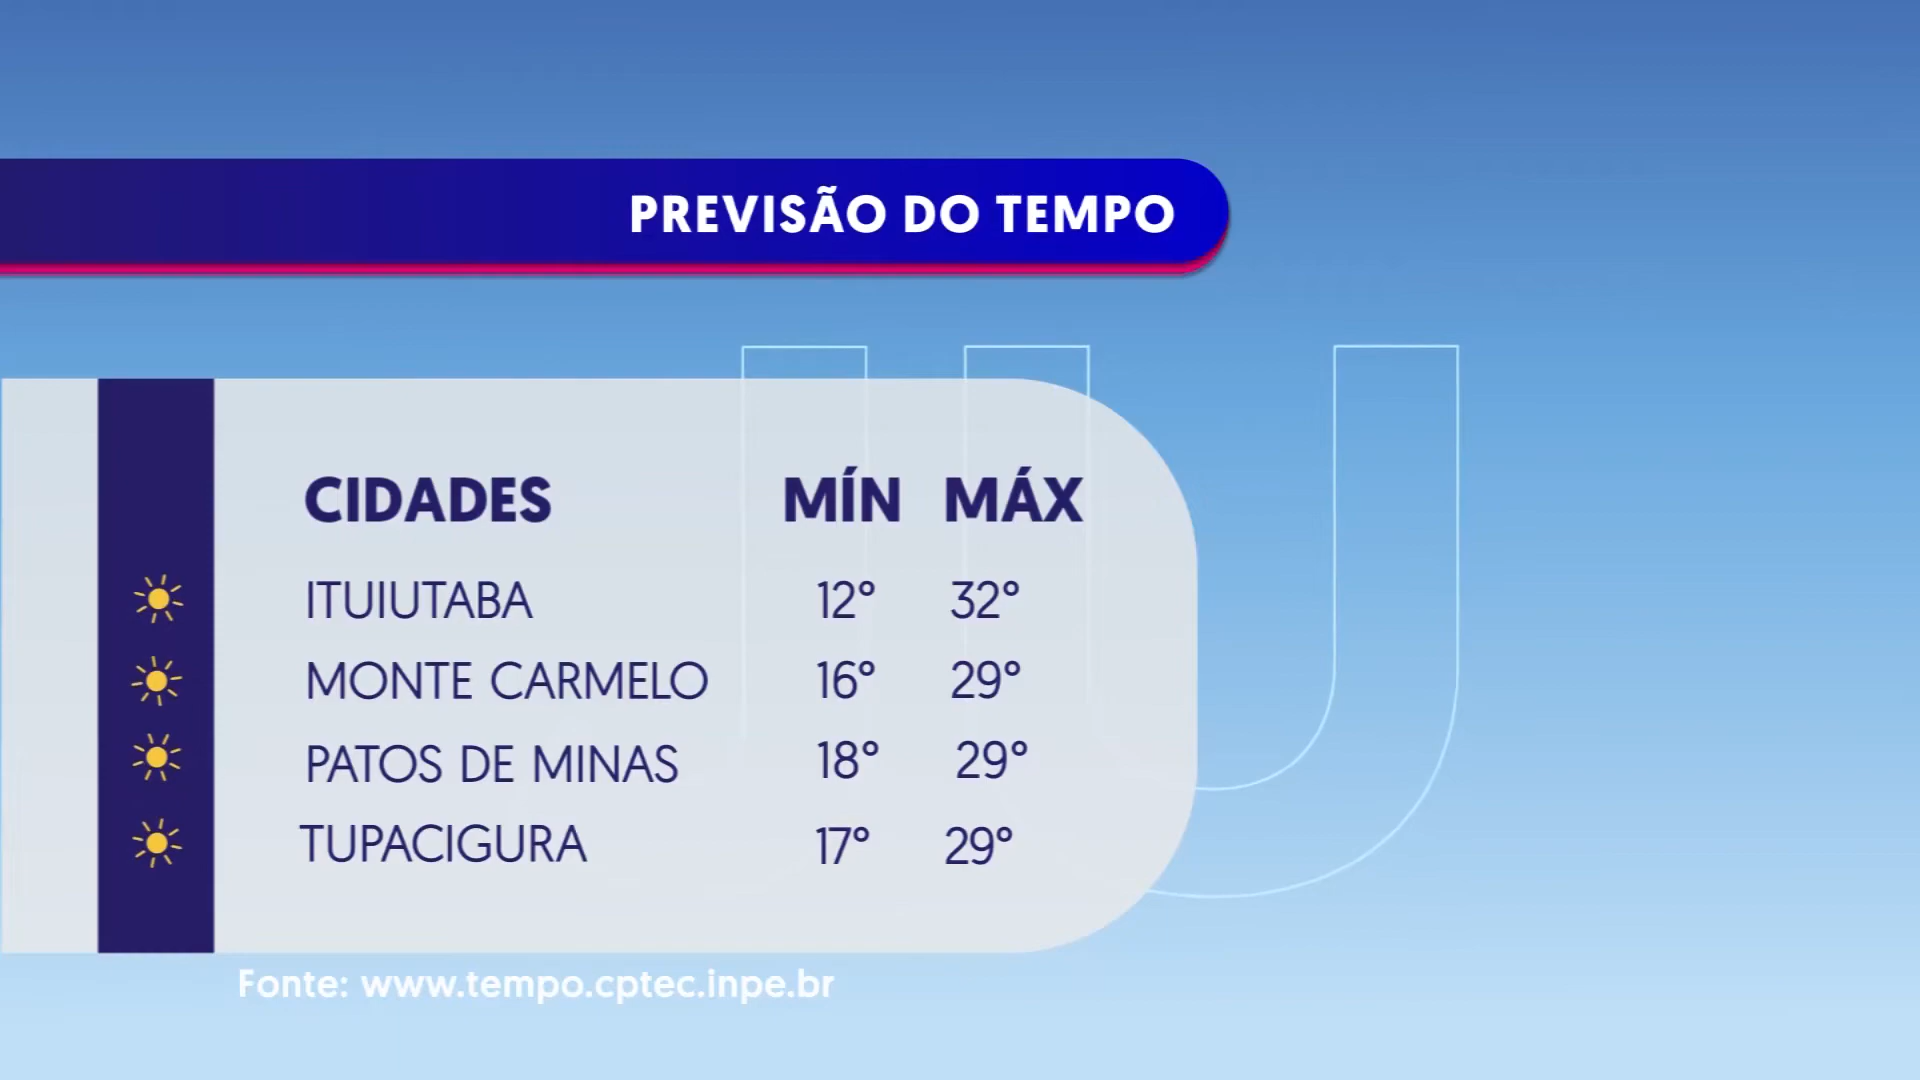 PREVISÃO DO TEMPO
CIDADES MÍN MÁX
ITUIUTABA 12° 32°
MONTE CARMELO 16° 29°
PATOS DE MINAS 18° 29°
TUPACIGURA 17° 29°
Fonte: www.tempo.cptec.inpe.br